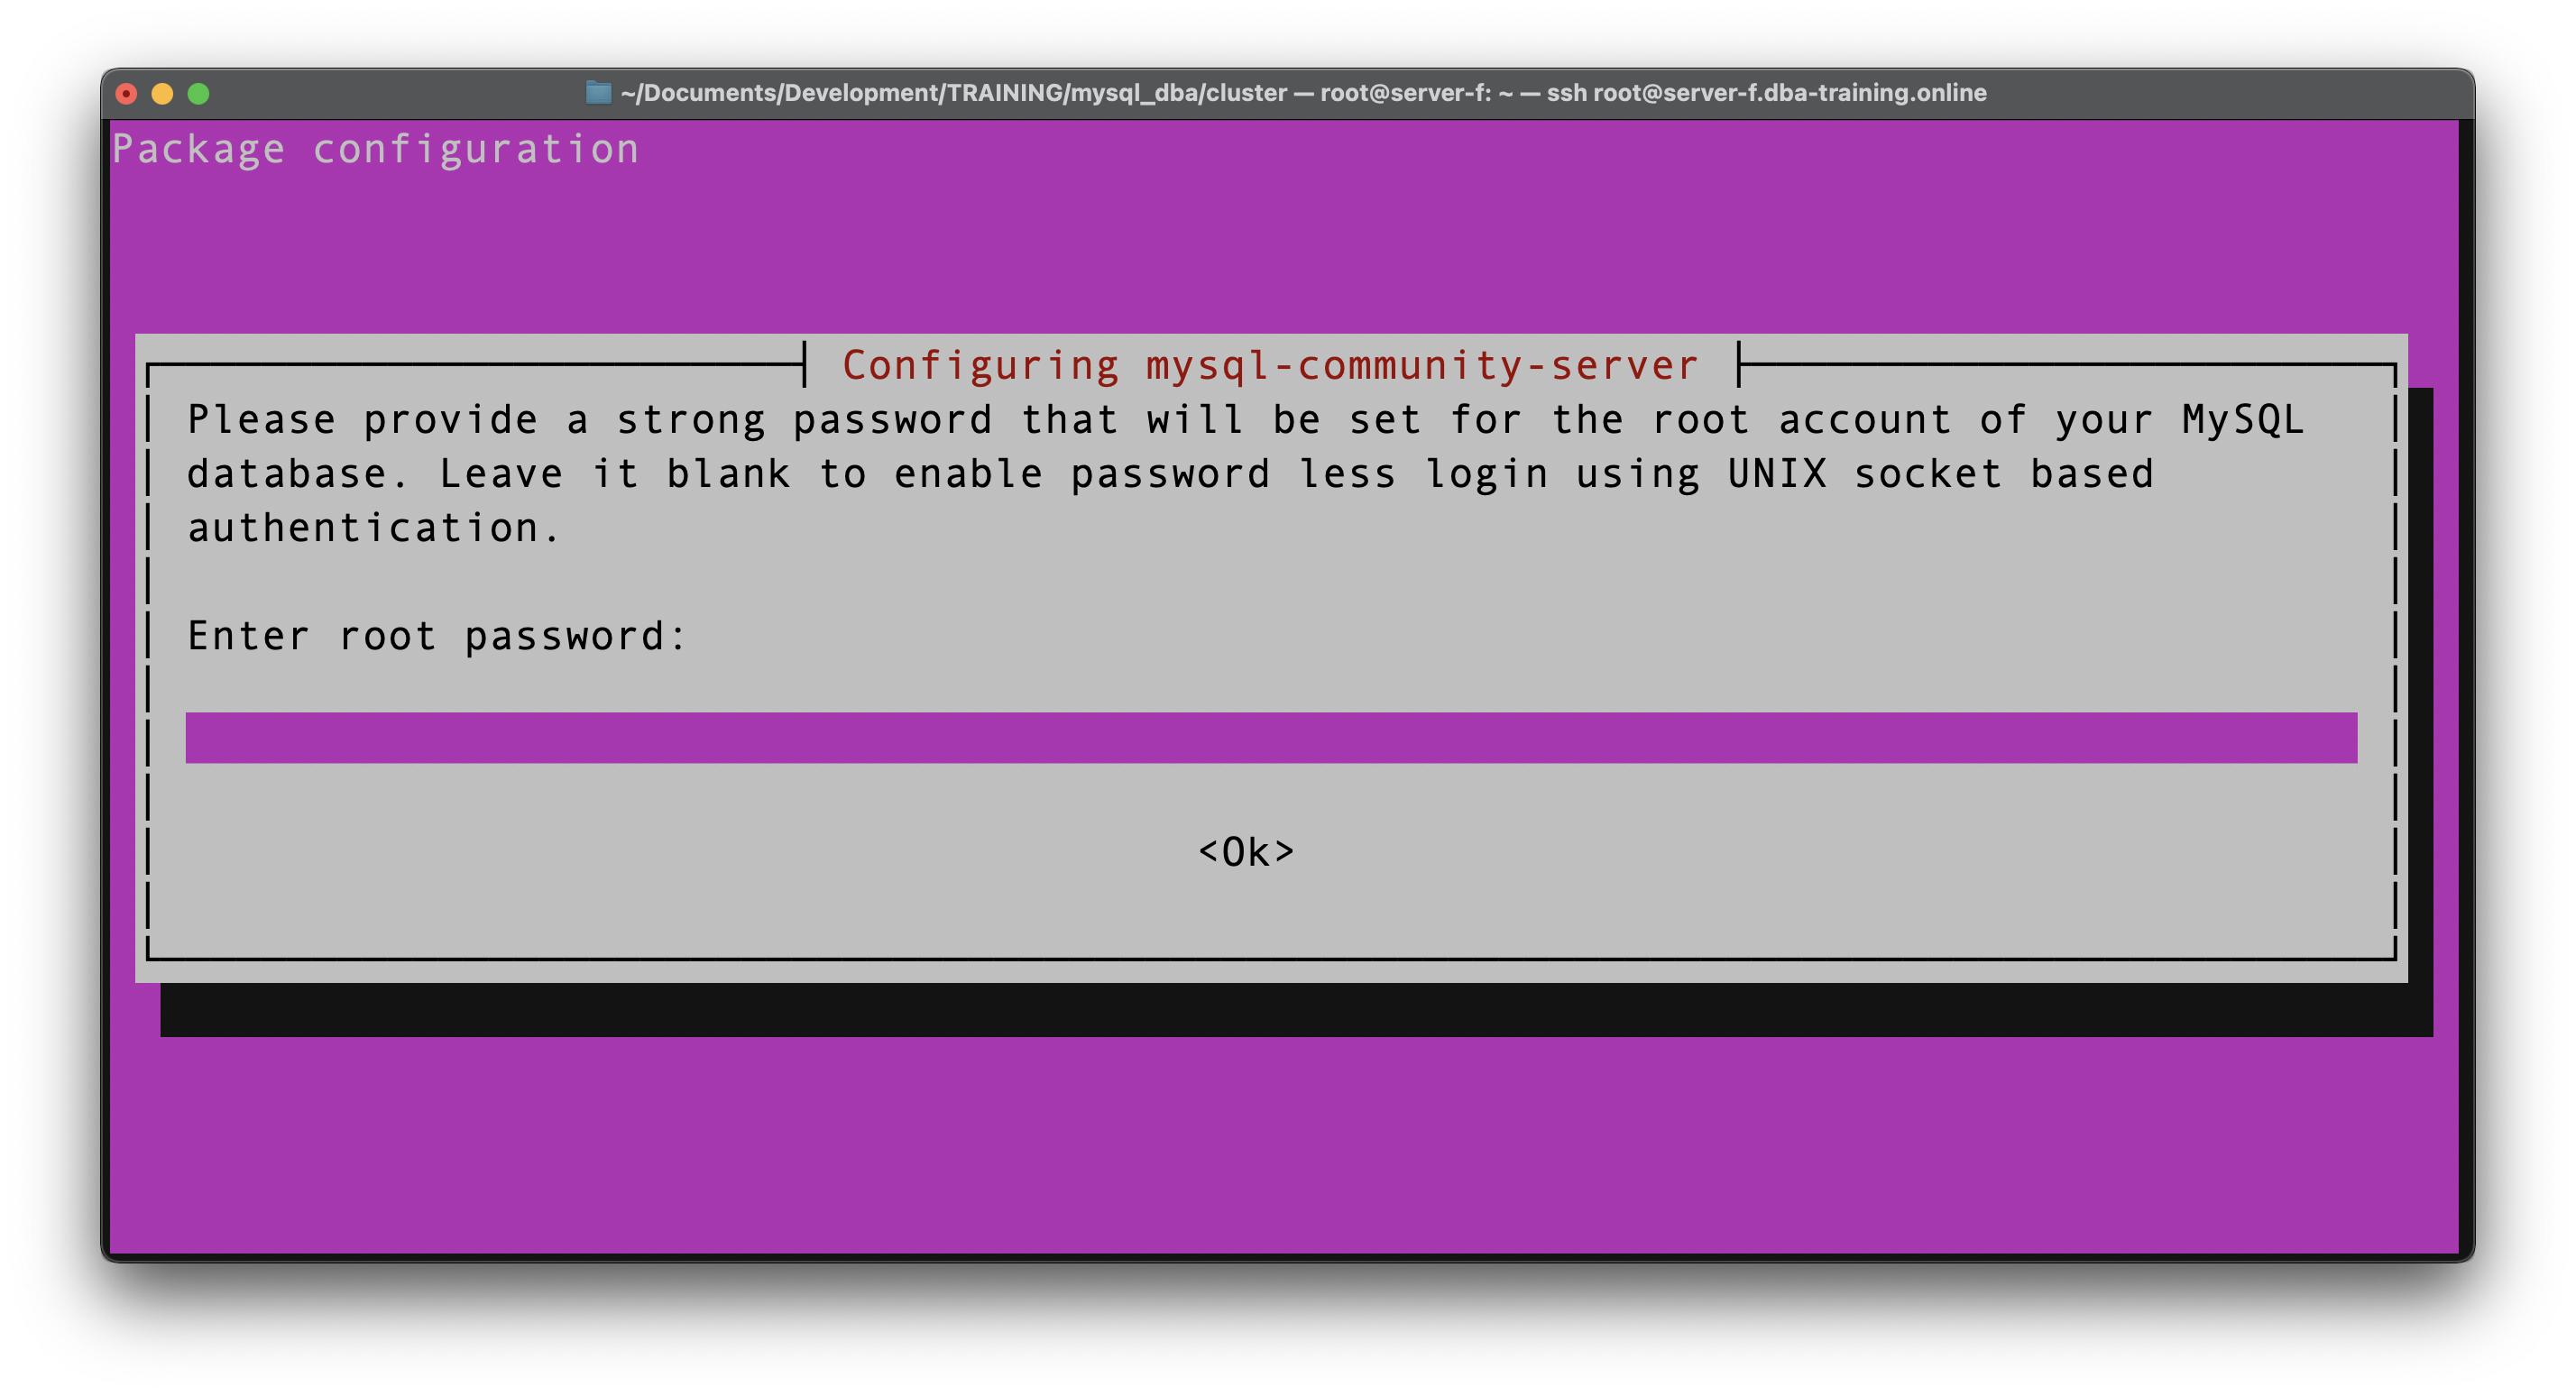 ~/Documents/Development/TRAINING/mysql_dba/cluster — root@server-f: ~ — ssh root@server-f.dba-training.online
Package configuration
Configuring mysql-community-server
Please provide a strong password that will be set for the root account of your MySQL
database. Leave it blank to enable password less login using UNIX socket based
authentication.
Enter root password:
<Ok>